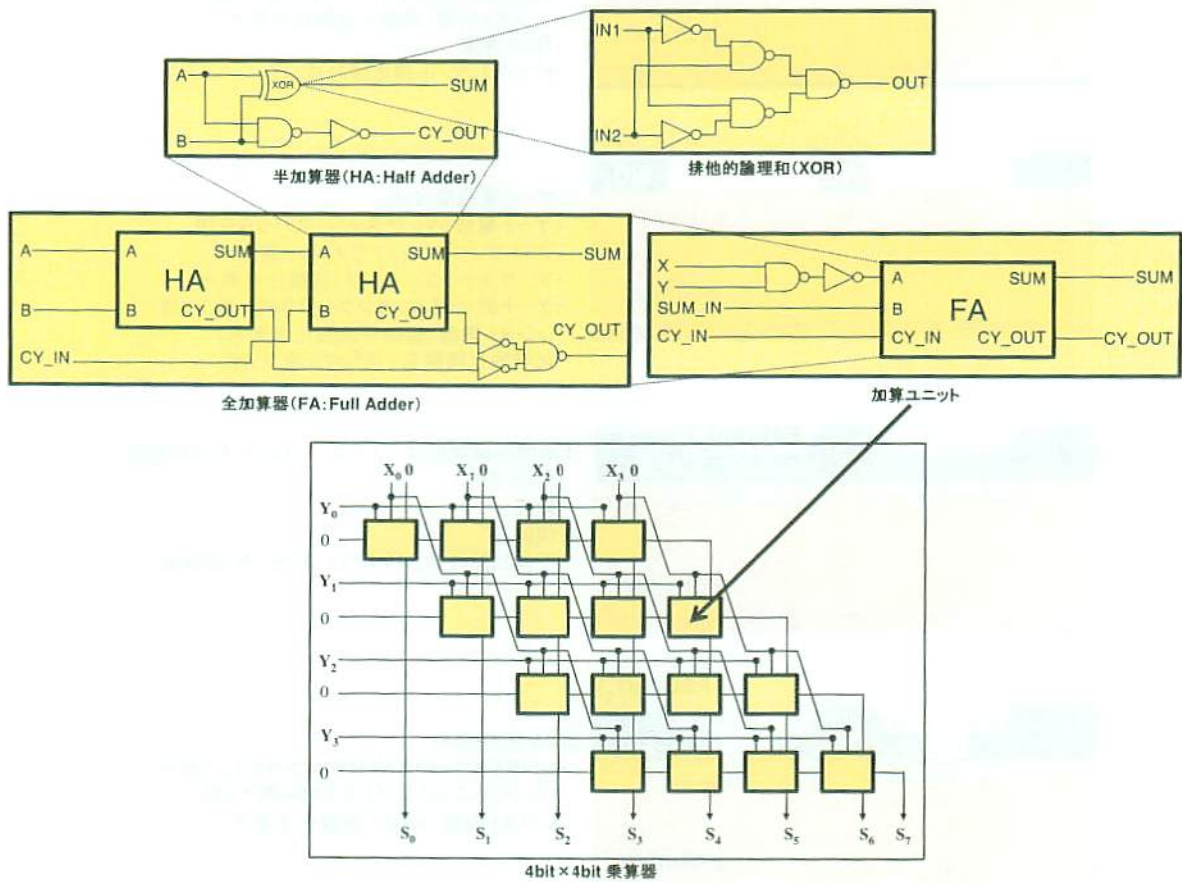 A
XOR
SUM
B
CY_OUT
半加算器(HA:Half Adder)
IN1
OUT
IN2
排他的論理和(XOR)
A
A
SUM
A
SUM
SUM
HA
HA
B
B
CY_OUT
B
CY_OUT
CY_OUT
CY_IN
全加算器(FA:Full Adder)
X
Y
A
SUM
SUM
SUM_IN
B
FA
CY_IN
CY_IN
CY_OUT
CY_OUT
加算ユニット
X₀ 0
X₁ 0
X₂ 0
X₃ 0
Y₀
0
Y₁
0
Y₂
0
Y₃
0
S₀
S₁
S₂
S₃
S₄
S₅
S₆
S₇
4bit×4bit 乗算器